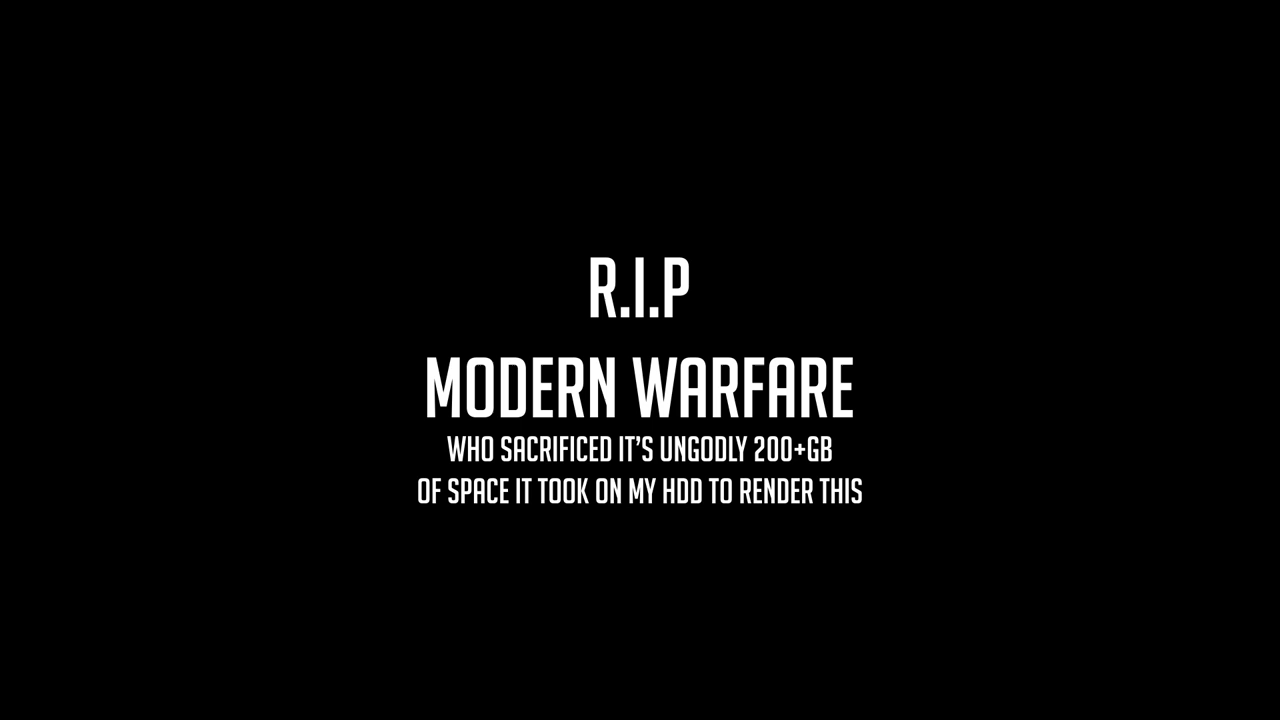 R.I.P
MODERN WARFARE
WHO SACRIFICED IT'S UNGODLY 200+GB
OF SPACE IT TOOK ON MY HDD TO RENDER THIS